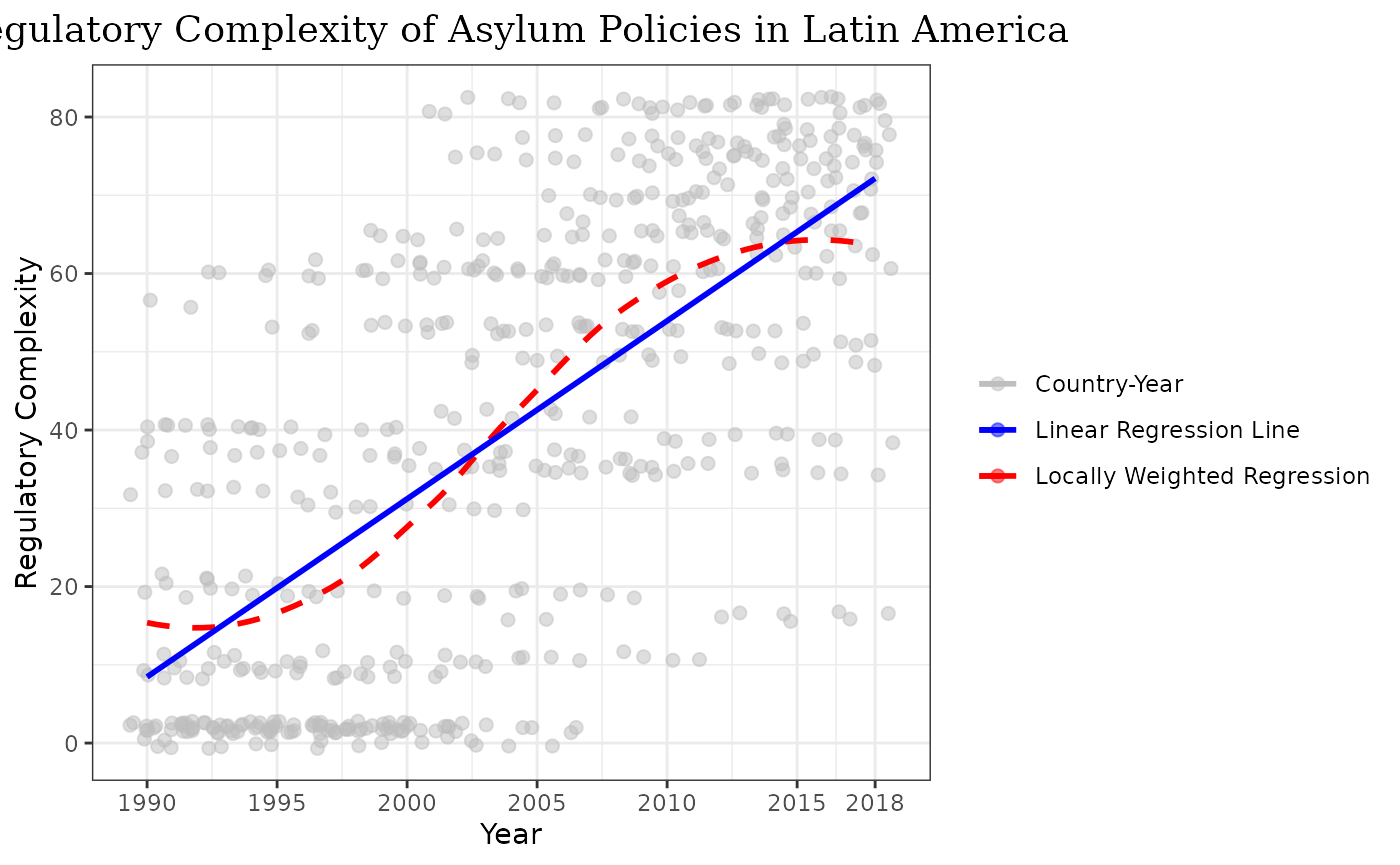 egulatory Complexity of Asylum Policies in Latin America
80
60
40
20
0
Regulatory Complexity
1990 1995 2000 2005 2010 2015 2018
Year
Country-Year
Linear Regression Line
Locally Weighted Regression